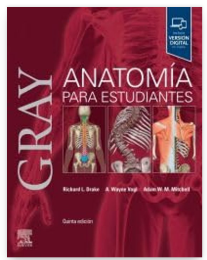 VERSIÓN
DIGITAL
GRAY
ANATOMÍA
PARA ESTUDIANTES
Richard L. Drake
A. Wayne Vogl
Adam W. M. Mitchell
Quinta edición
ELSEVIER